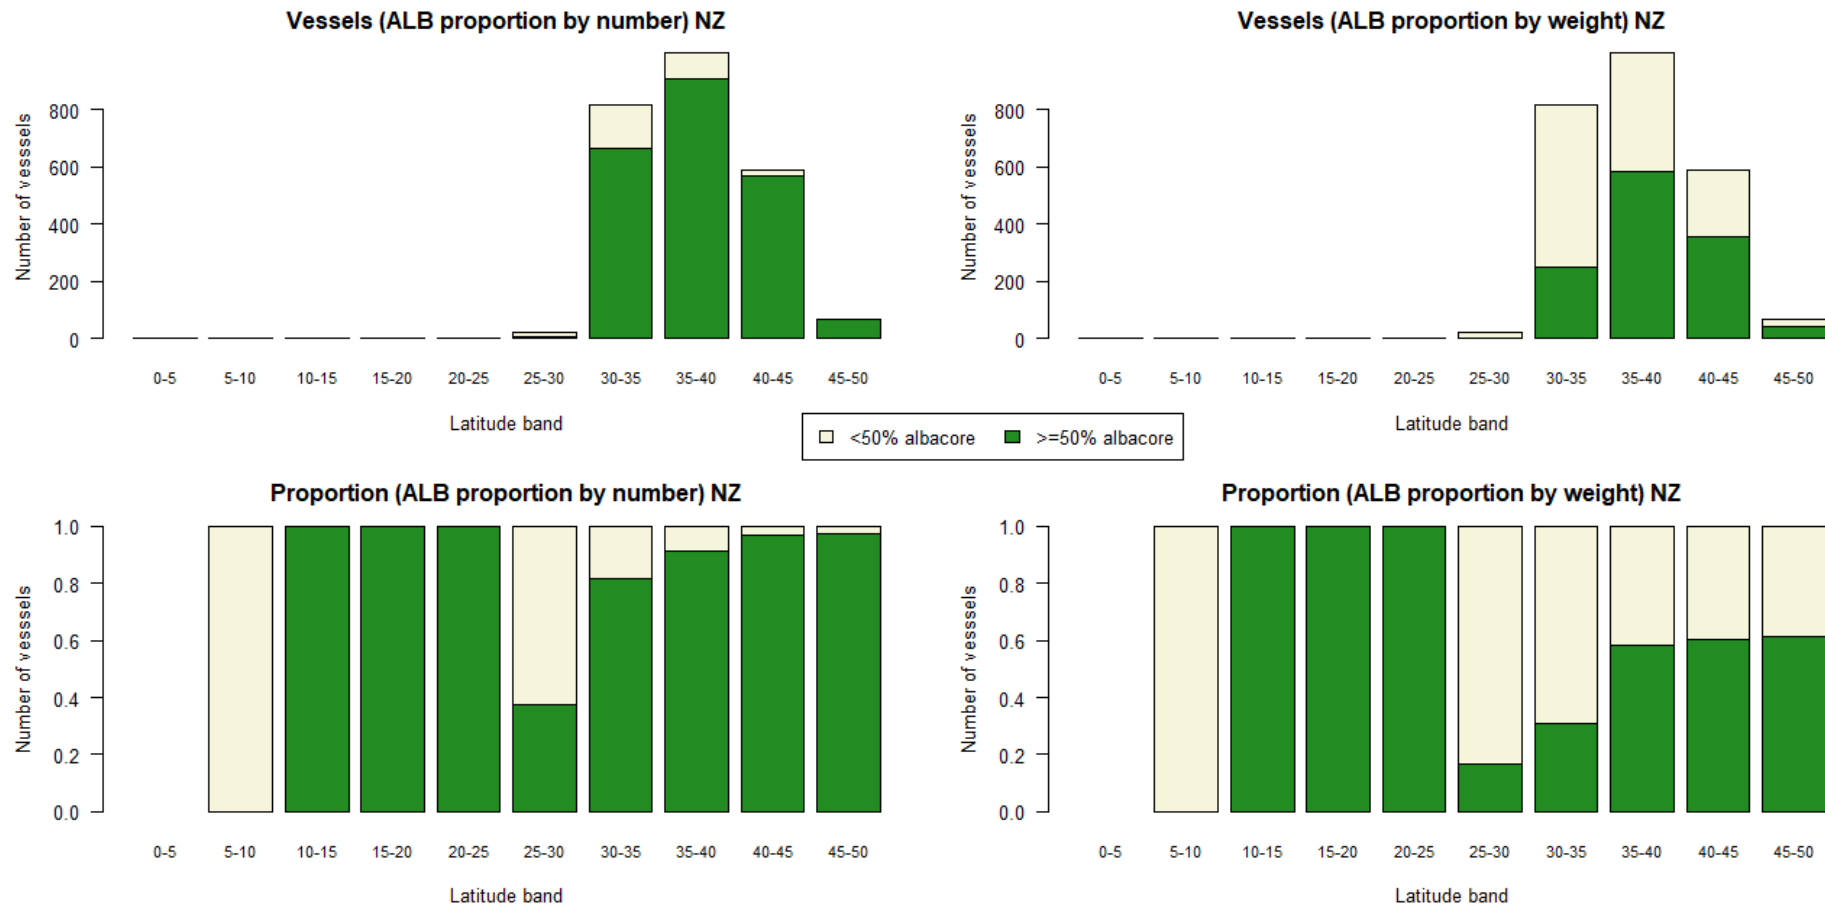 Vessels (ALB proportion by number) NZ
Number of vesssels
800
600
400
200
0
0-5 5-10 10-15 15-20 20-25 25-30 30-35 35-40 40-45 45-50
Latitude band
Vessels (ALB proportion by weight) NZ
Number of vesssels
800
600
400
200
0
0-5 5-10 10-15 15-20 20-25 25-30 30-35 35-40 40-45 45-50
Latitude band
<50% albacore >=50% albacore
Proportion (ALB proportion by number) NZ
Number of vesssels
1.0
0.8
0.6
0.4
0.2
0.0
0-5 5-10 10-15 15-20 20-25 25-30 30-35 35-40 40-45 45-50
Latitude band
Proportion (ALB proportion by weight) NZ
Number of vesssels
1.0
0.8
0.6
0.4
0.2
0.0
0-5 5-10 10-15 15-20 20-25 25-30 30-35 35-40 40-45 45-50
Latitude band